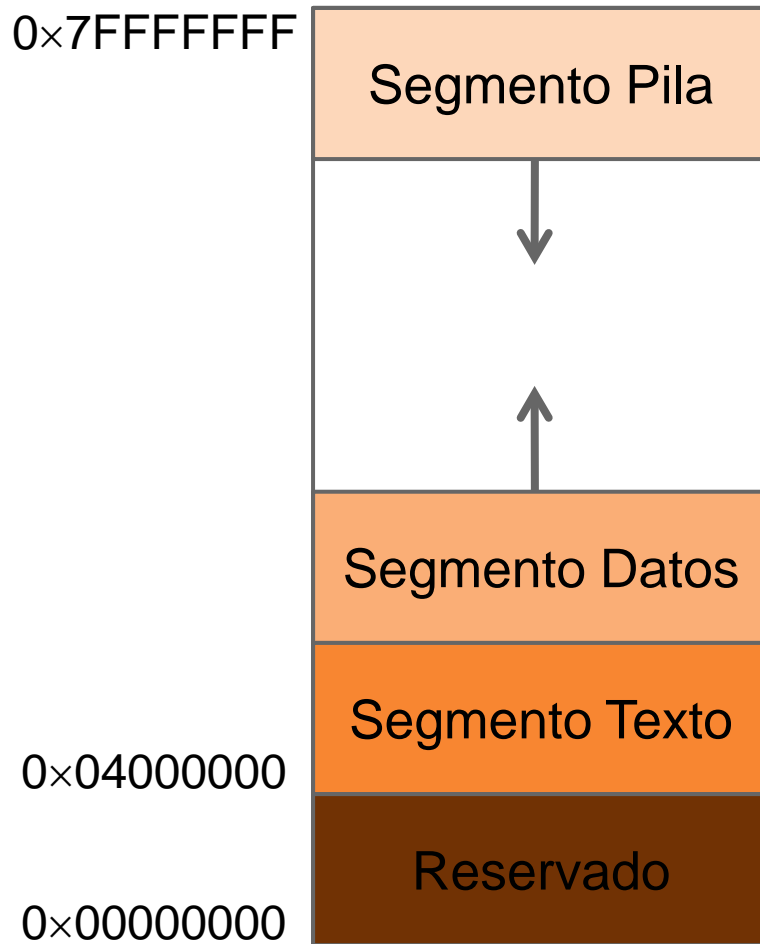 0×7FFFFFFF
Segmento Pila
Segmento Datos
Segmento Texto
0×04000000
Reservado
0×00000000